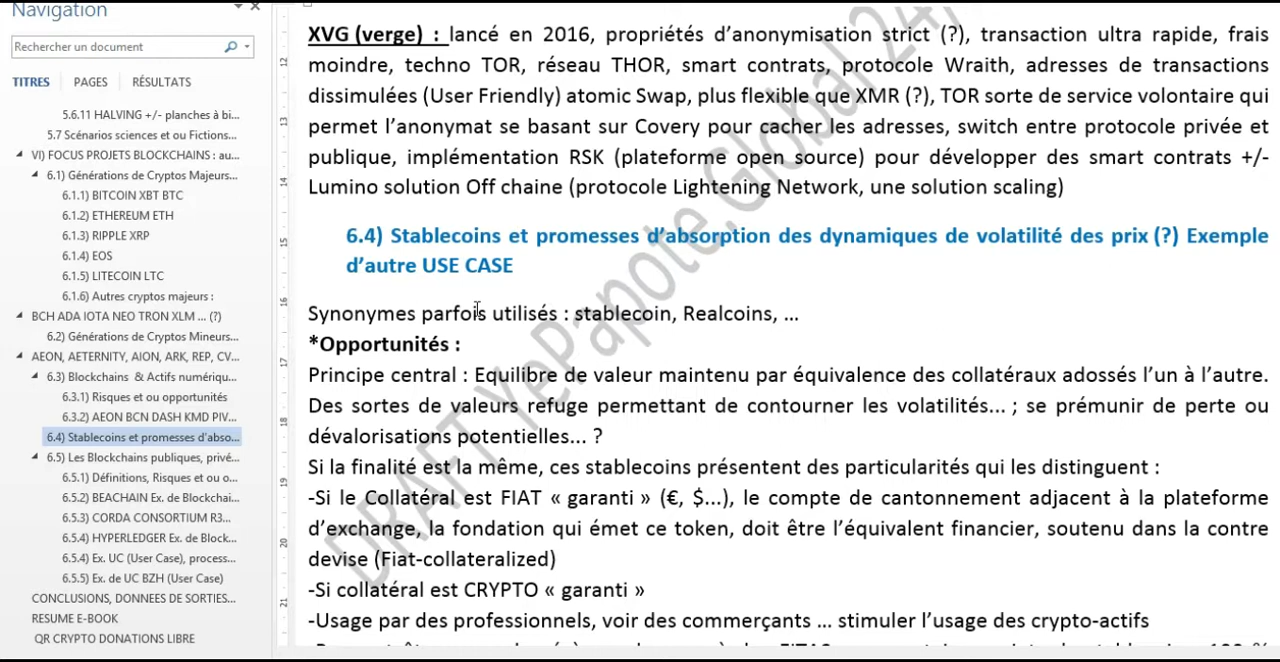 Navigation
Rechercher un document
TITRES PAGES RÉSULTATS
5.6.11 HALVING +/- planches à bi...
5.7 Scénarios sciences et ou Fictions...
VI) FOCUS PROJETS BLOCKCHAINS : au...
6.1) Générations de Cryptos Majeurs...
6.1.1) BITCOIN XBT BTC
6.1.2) ETHEREUM ETH
6.1.3) RIPPLE XRP
6.1.4) EOS
6.1.5) LITECOIN LTC
6.1.6) Autres cryptos majeurs :
BCH ADA IOTA NEO TRON XLM ... (?)
6.2) Générations de Cryptos Mineurs...
AEON, AETERNITY, AION, ARK, REP, CV...
6.3) Blockchains & Actifs numériqu...
6.3.1) Risques et ou opportunités
6.3.2) AEON BCN DASH KMD PIV...
6.4) Stablecoins et promesses d'abso...
6.5) Les Blockchains publiques, privé...
6.5.1) Définitions, Risques et ou o...
6.5.2) BEACHAIN Ex. de Blockchai...
6.5.3) CORDA CONSORTIUM R3...
6.5.4) HYPERLEDGER Ex. de Block...
6.5.4) Ex. UC (User Case), process...
6.5.5) Ex. de UC BZH (User Case)
CONCLUSIONS, DONNEES DE SORTIES...
RESUME E-BOOK
QR CRYPTO DONATIONS LIBRE
12
13
14
15
16
17
18
19
20
21
XVG (verge) : lancé en 2016, propriétés d'anonymisation strict (?), transaction ultra rapide, frais
moindre, techno TOR, réseau THOR, smart contrats, protocole Wraith, adresses de transactions
dissimulées (User Friendly) atomic Swap, plus flexible que XMR (?), TOR sorte de service volontaire qui
permet l'anonymat se basant sur Covery pour cacher les adresses, switch entre protocole privée et
publique, implémentation RSK (plateforme open source) pour développer des smart contrats +/-
Lumino solution Off chaine (protocole Lightening Network, une solution scaling)
6.4) Stablecoins et promesses d'absorption des dynamiques de volatilité des prix (?) Exemple
d'autre USE CASE
Synonymes parfois utilisés : stablecoin, Realcoins, ...
*Opportunités :
Principe central : Equilibre de valeur maintenu par équivalence des collatéraux adossés l'un à l'autre.
Des sortes de valeurs refuge permettant de contourner les volatilités... ; se prémunir de perte ou
dévalorisations potentielles... ?
Si la finalité est la même, ces stablecoins présentent des particularités qui les distinguent :
-Si le Collatéral est FIAT « garanti » (€, $...), le compte de cantonnement adjacent à la plateforme
d'exchange, la fondation qui émet ce token, doit être l'équivalent financier, soutenu dans la contre
devise (Fiat-collateralized)
-Si collatéral est CRYPTO « garanti »
-Usage par des professionnels, voir des commerçants ... stimuler l'usage des crypto-actifs
DRAFT YePapote.Global